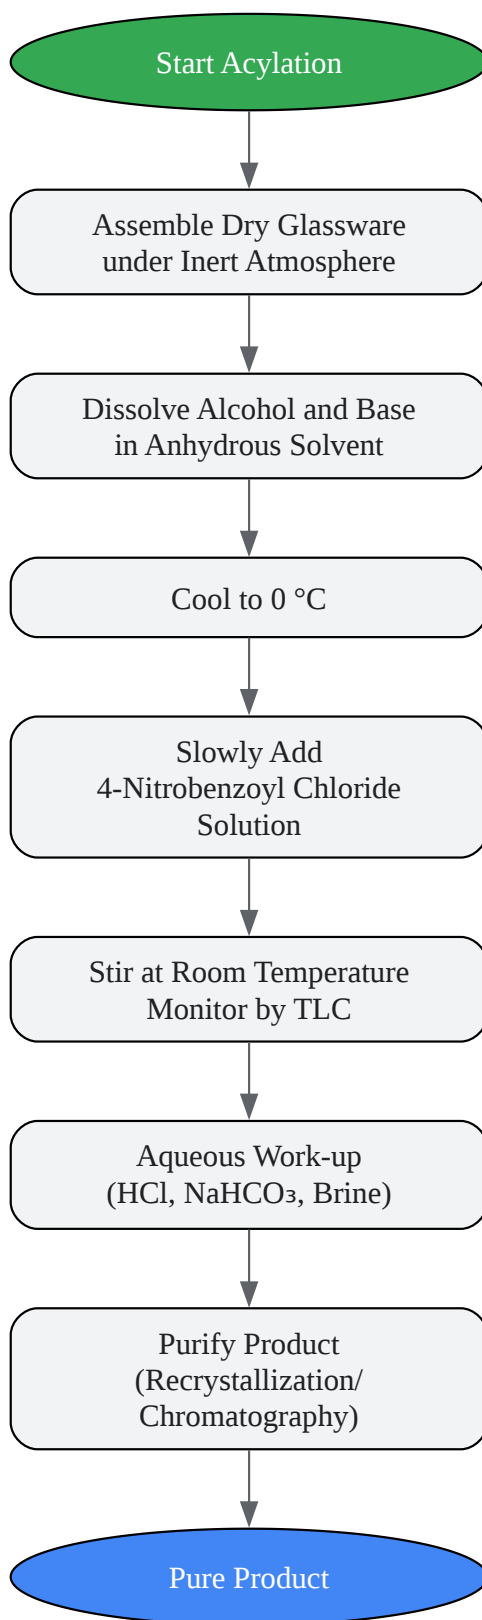 Start Acylation
Assemble Dry Glassware
under Inert Atmosphere
Dissolve Alcohol and Base
in Anhydrous Solvent
Cool to 0 °C
Slowly Add
4-Nitrobenzoyl Chloride
Solution
Stir at Room Temperature
Monitor by TLC
Aqueous Work-up
(HCl, NaHCO₃, Brine)
Purify Product
(Recrystallization/
Chromatography)
Pure Product